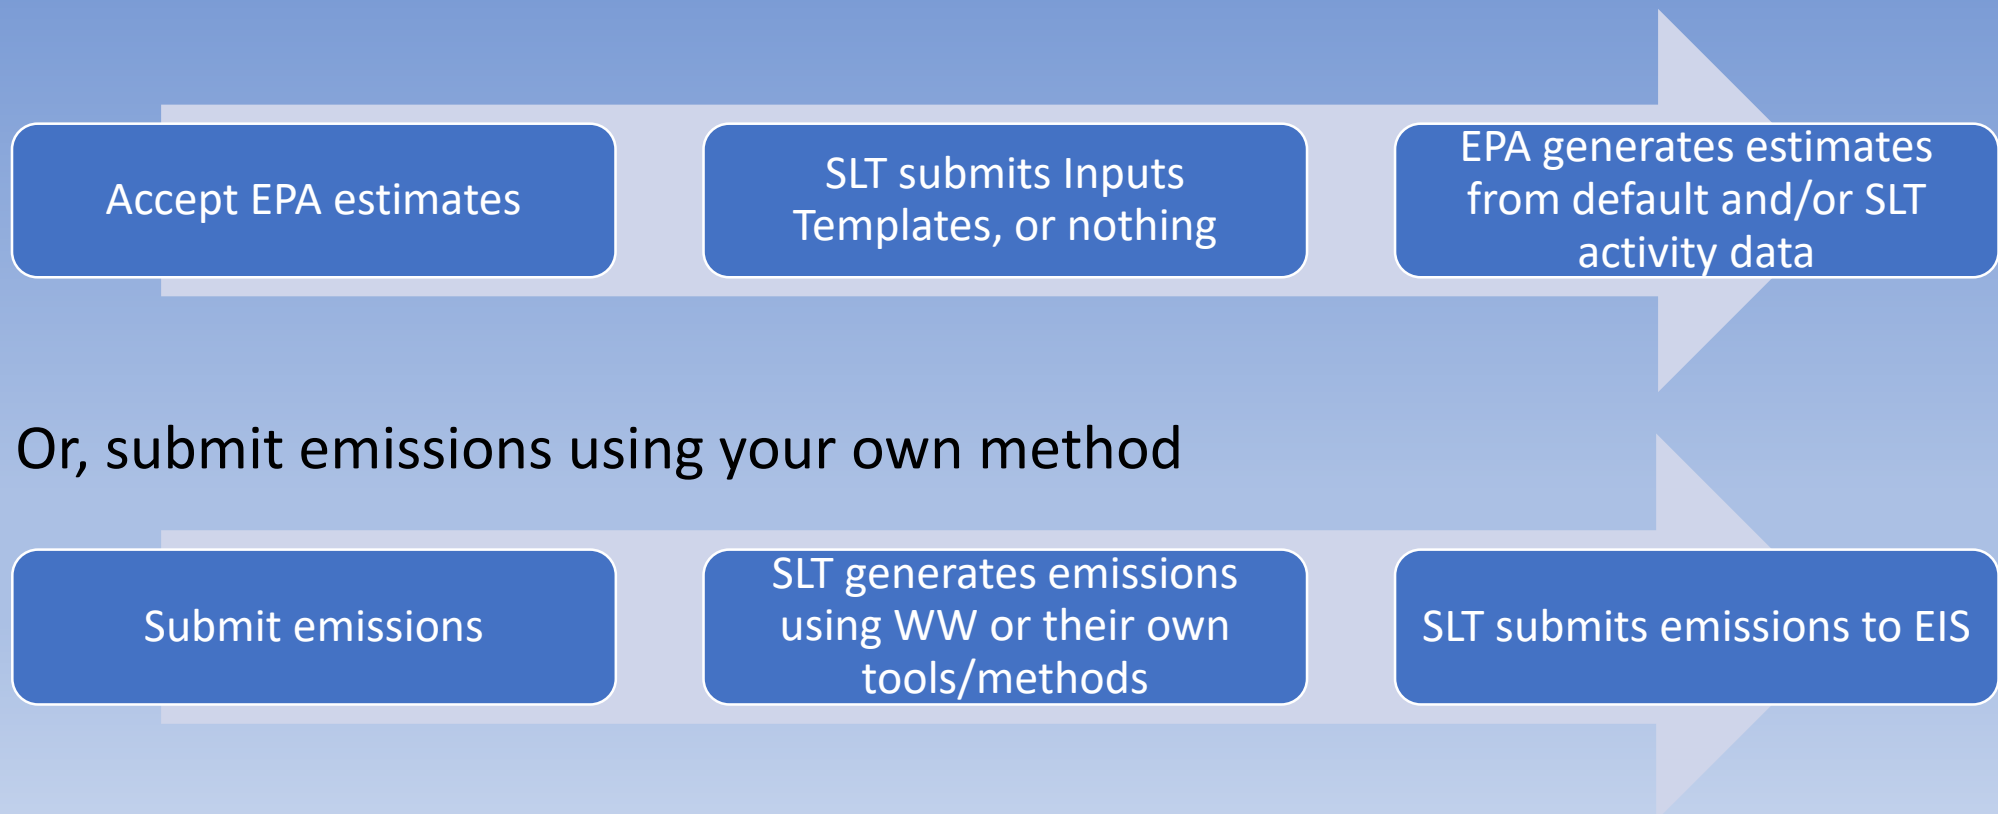 Accept EPA estimates
SLT submits Inputs
Templates, or nothing
EPA generates estimates
from default and/or SLT
activity data
Or, submit emissions using your own method
Submit emissions
SLT generates emissions
using WW or their own
tools/methods
SLT submits emissions to EIS